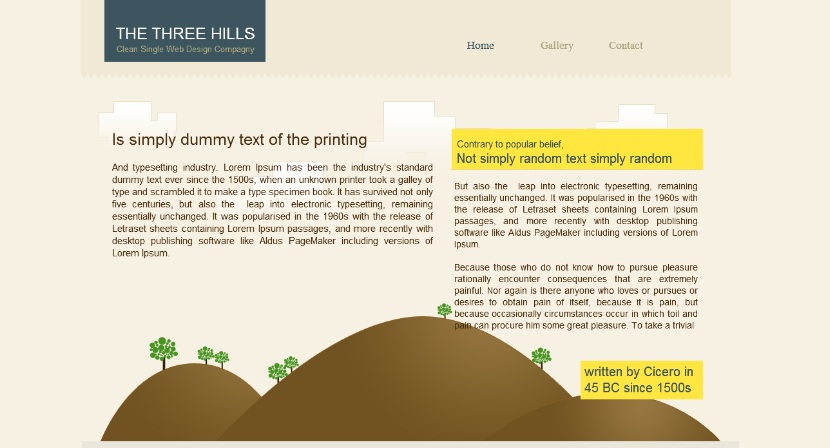 THE THREE HILLS
Clean Single Web Design Compagny
Home Gallery Contact
Is simply dummy text of the printing
And typesetting industry. Lorem Ipsum has been the industry's standard
dummy text ever since the 1500s, when an unknown printer took a galley of
type and scrambled it to make a type specimen book. It has survived not only
five centuries, but also the leap into electronic typesetting, remaining
essentially unchanged. It was popularised in the 1960s with the release of
Letraset sheets containing Lorem Ipsum passages, and more recently with
desktop publishing software like Aldus PageMaker including versions of
Lorem Ipsum.
Contrary to popular belief,
Not simply random text simply random
But also the leap into electronic typesetting, remaining
essentially unchanged. It was popularised in the 1960s with
the release of Letraset sheets containing Lorem Ipsum
passages, and more recently with desktop publishing
software like Aldus PageMaker including versions of Lorem
Ipsum.
Because those who do not know how to pursue pleasure
rationally encounter consequences that are extremely
painful. Nor again is there anyone who loves or pursues or
desires to obtain pain of itself, because it is pain, but
because occasionally circumstances occur in which toil and
pain can procure him some great pleasure. To take a trivial
written by Cicero in
45 BC since 1500s